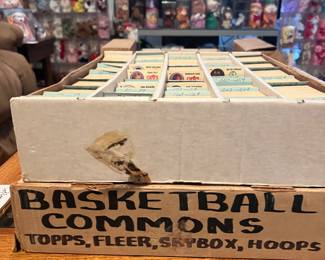 BASKETBALL
COMMONS
TOPPS, FLEER, SKYBOX, HOOPS